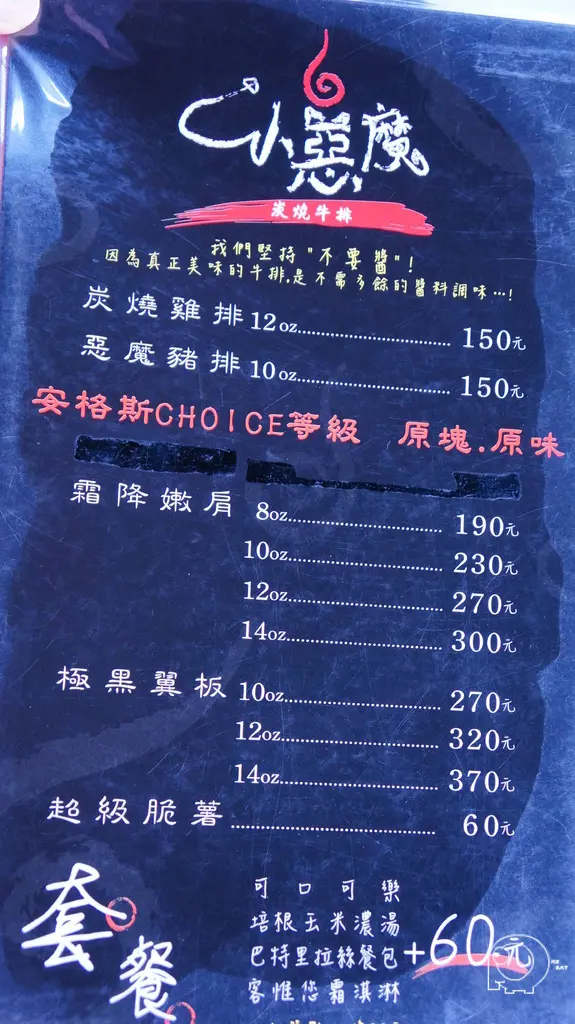 小惡魔
炭燒牛排
我們堅持"不要醬"!
因為真正美味的牛排,是不需多餘的醬料調味…!
炭燒雞排 12oz 150元
惡魔豬排 10oz 150元
安格斯CHOICE等級 原塊.原味
霜降嫩肩 8oz 190元
10oz 230元
12oz 270元
14oz 300元
極黑翼板 10oz 270元
12oz 320元
14oz 370元
超級脆薯 60元
套餐
可口可樂
培根玉米濃湯
巴特里拉絲餐包
客惟您霜淇淋
+60元